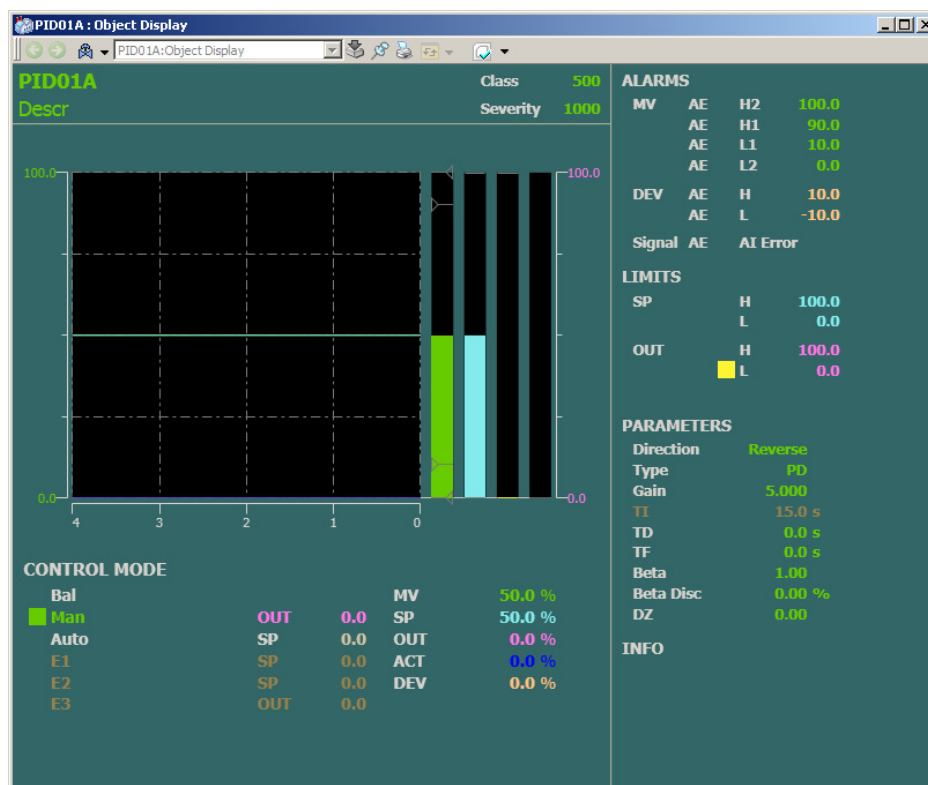 PID01A : Object Display
PID01A:Object Display
PID01A Class 500
Descr Severity 1000
100.0 100.0
0.0 0.0
4 3 2 1 0
CONTROL MODE
Bal MV 50.0 %
Man OUT 0.0 SP 50.0 %
Auto SP 0.0 OUT 0.0 %
E1 SP 0.0 ACT 0.0 %
E2 SP 0.0 DEV 0.0 %
E3 OUT 0.0
ALARMS
MV AE H2 100.0
AE H1 90.0
AE L1 10.0
AE L2 0.0
DEV AE H 10.0
AE L -10.0
Signal AE AI Error
LIMITS
SP H 100.0
L 0.0
OUT H 100.0
L 0.0
PARAMETERS
Direction Reverse
Type PD
Gain 5.000
TI 15.0 s
TD 0.0 s
TF 0.0 s
Beta 1.00
Beta Disc 0.00 %
DZ 0.00
INFO